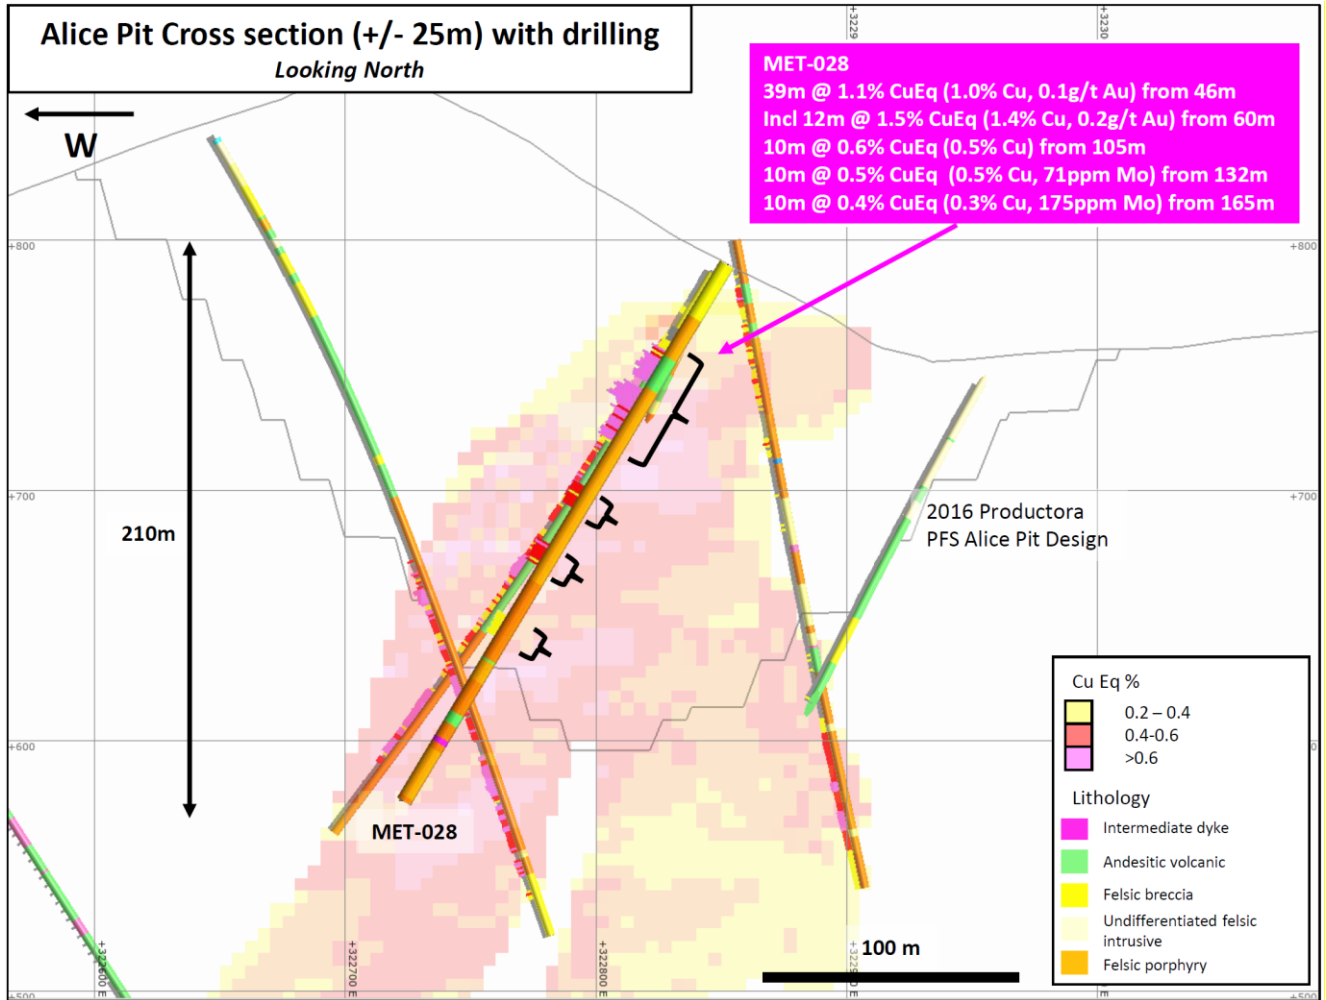 Alice Pit Cross section (+/- 25m) with drilling
Looking North
W
MET-028
39m @ 1.1% CuEq (1.0% Cu, 0.1g/t Au) from 46m
Incl 12m @ 1.5% CuEq (1.4% Cu, 0.2g/t Au) from 60m
10m @ 0.6% CuEq (0.5% Cu) from 105m
10m @ 0.5% CuEq (0.5% Cu, 71ppm Mo) from 132m
10m @ 0.4% CuEq (0.3% Cu, 175ppm Mo) from 165m
+3229
+3230
+800
+800
+700
+700
210m
2016 Productora
PFS Alice Pit Design
+600
MET-028
+500
+500
+322600 E
+322700 E
+322800 E
100 m
Cu Eq %
0.2 – 0.4
0.4-0.6
>0.6
Lithology
Intermediate dyke
Andesitic volcanic
Felsic breccia
Undifferentiated felsic
intrusive
Felsic porphyry